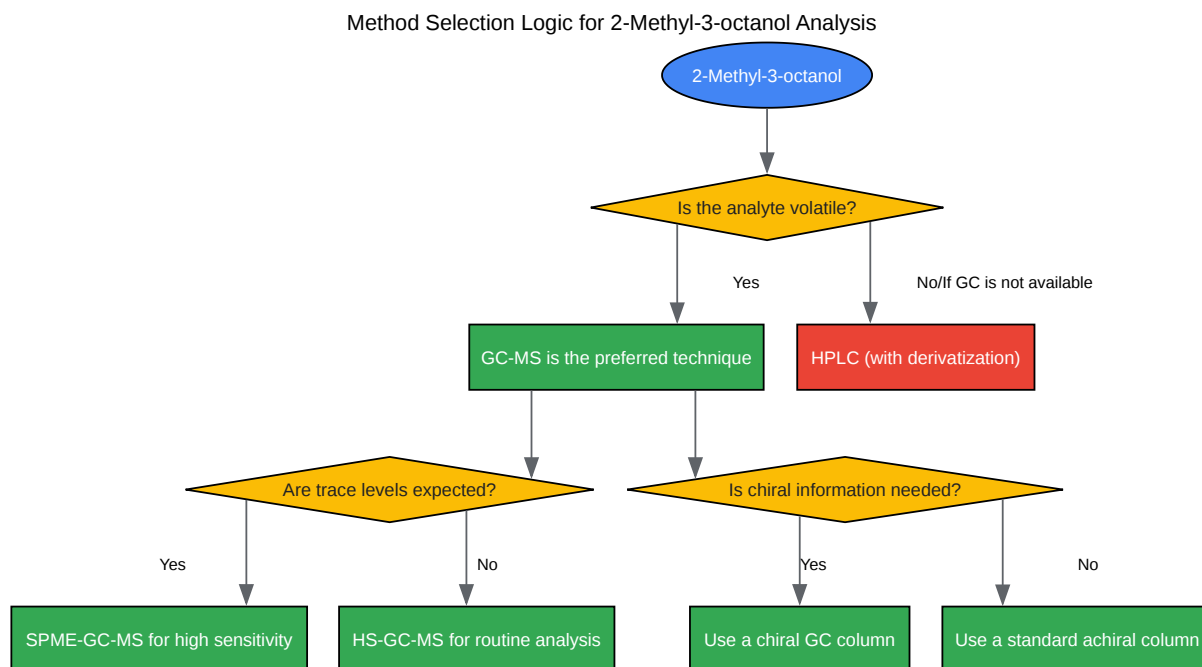 Method Selection Logic for 2-Methyl-3-octanol Analysis
2-Methyl-3-octanol
Is the analyte volatile?
Yes
No/If GC is not available
GC-MS is the preferred technique
HPLC (with derivatization)
Are trace levels expected?
Is chiral information needed?
Yes
No
Yes
No
SPME-GC-MS for high sensitivity
HS-GC-MS for routine analysis
Use a chiral GC column
Use a standard achiral column